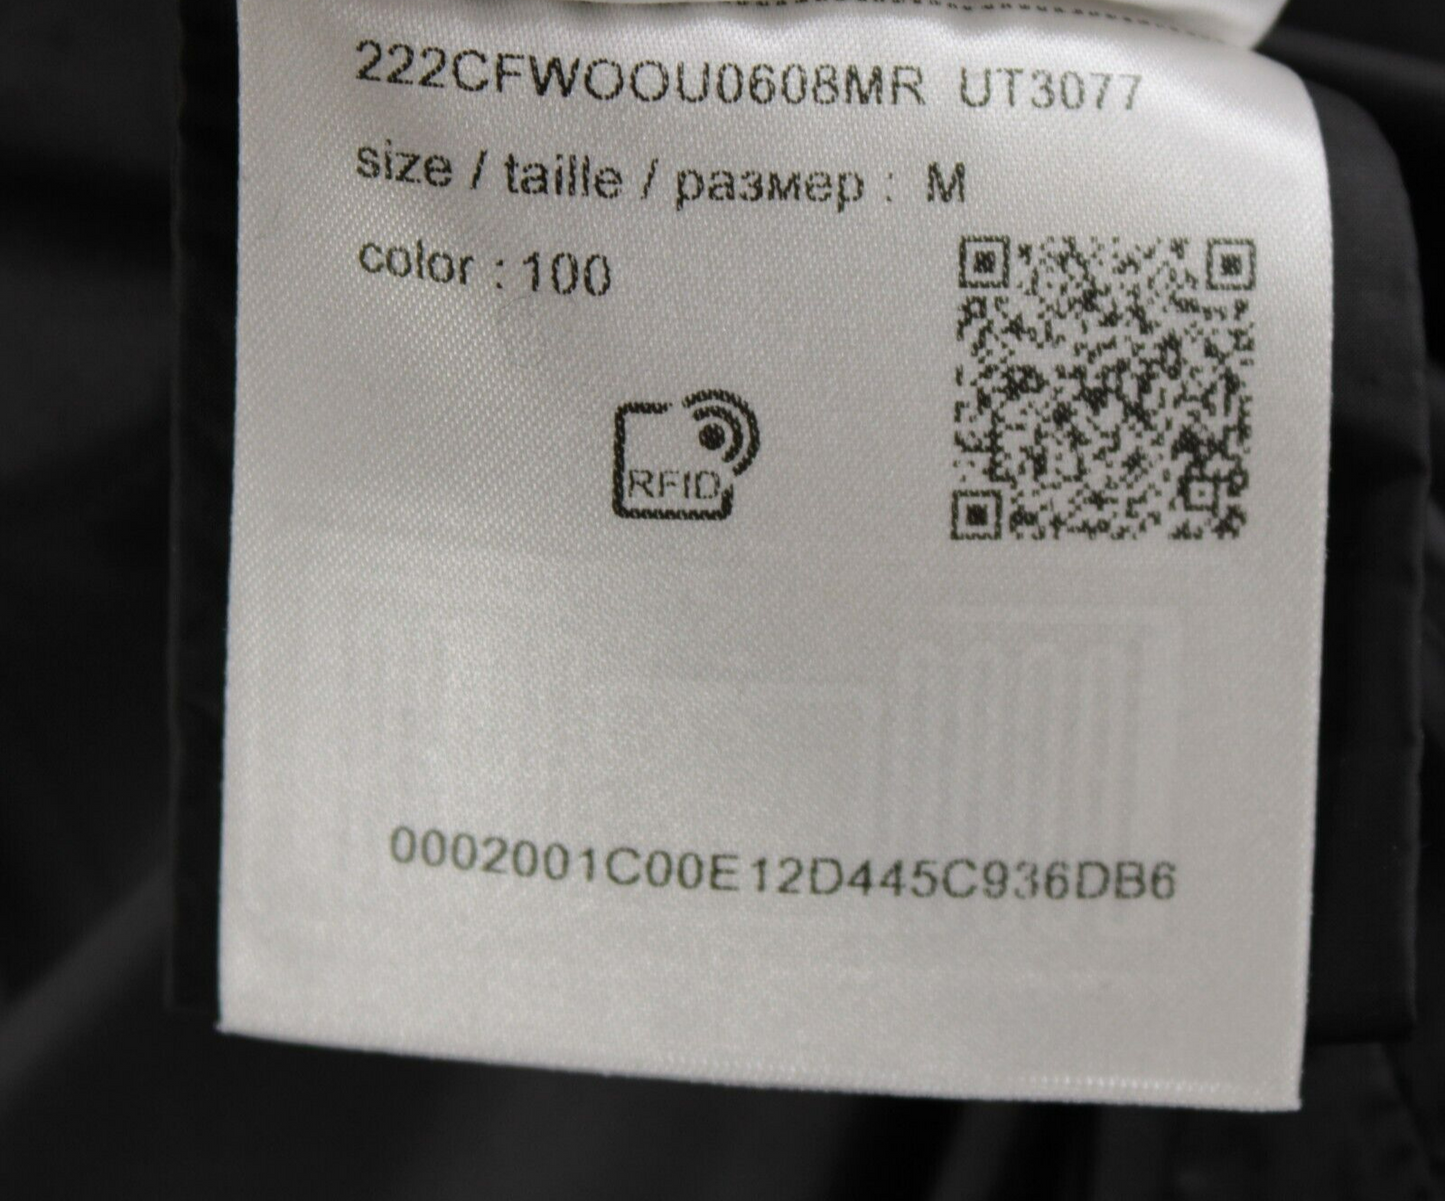 222CFWOOU0608MR UT3077
size / taille / размер : M
color : 100
RFID
0002001C00E12D445C936DB6